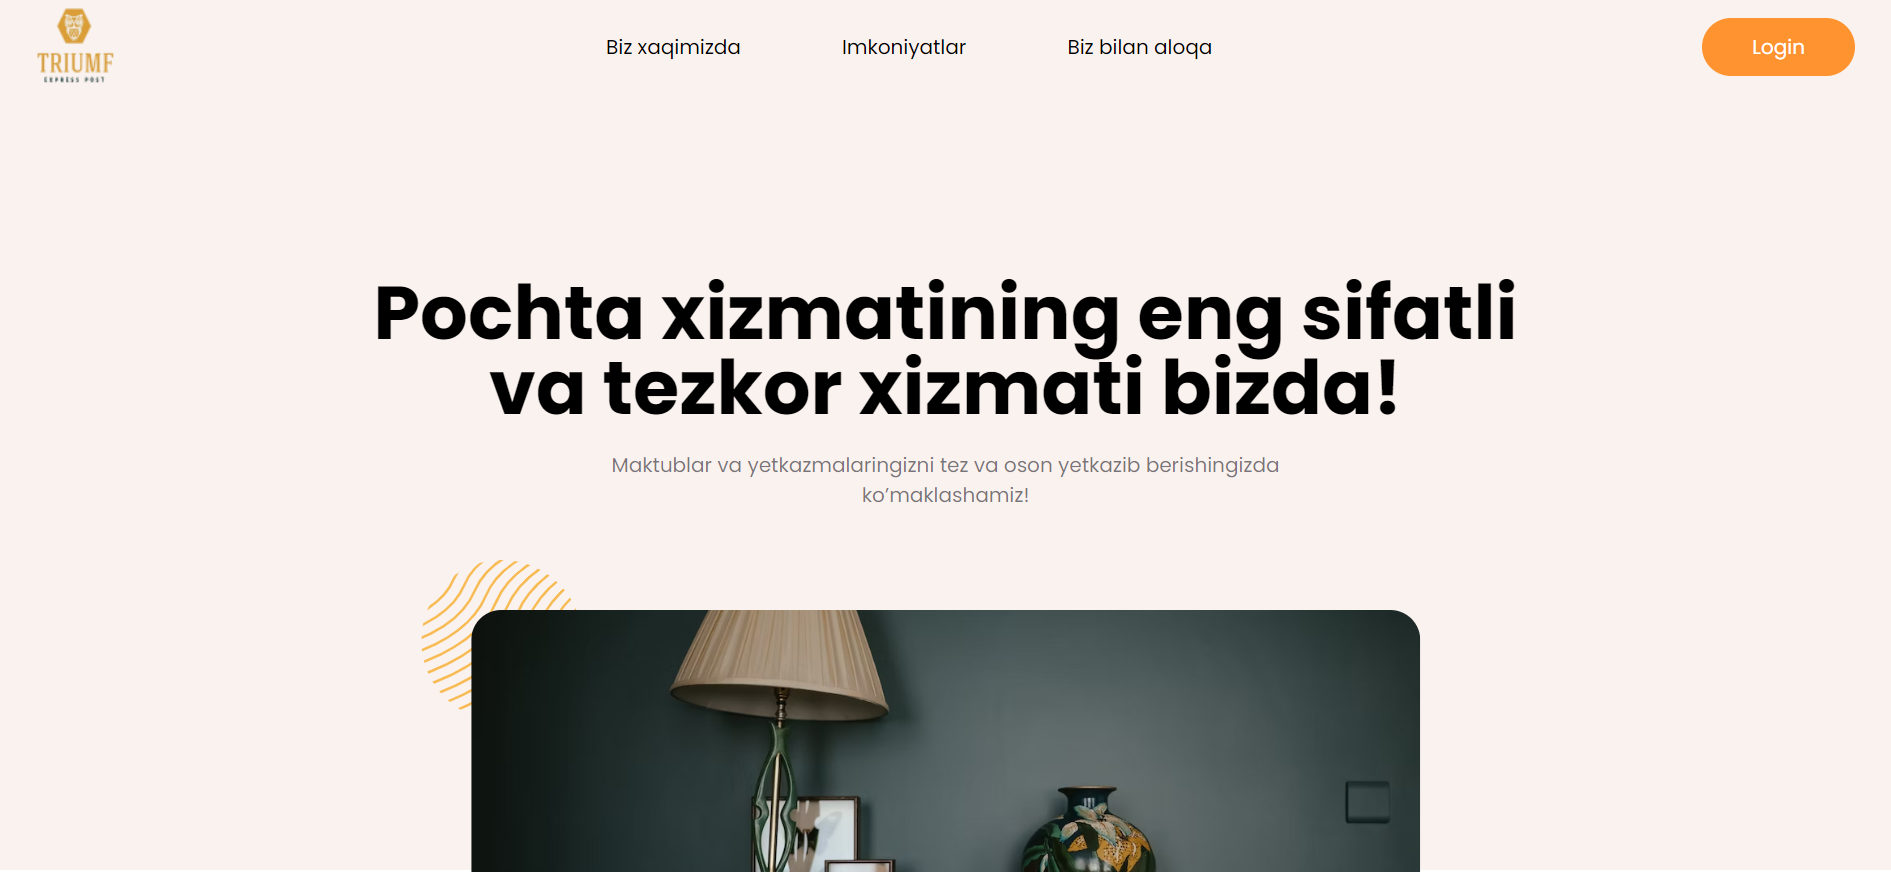 TRIUMF
EXPRESS POST
Biz xaqimizda
Imkoniyatlar
Biz bilan aloqa
Login
Pochta xizmatining eng sifatli
va tezkor xizmati bizda!
Maktublar va yetkazmalaringizni tez va oson yetkazib berishingizda
ko’maklashamiz!